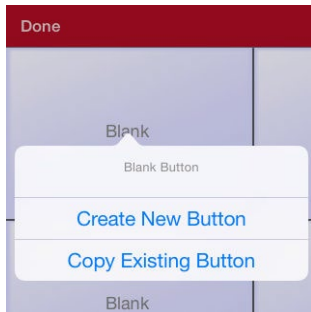 Done
Blank
Blank Button
Create New Button
Copy Existing Button
Blank